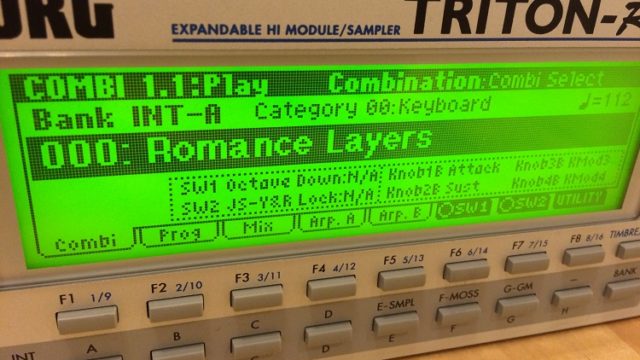 ORG
TRITON-R
EXPANDABLE HI MODULE/SAMPLER
COMBI 1.1:Play Combination:Combi Select
Bank INT-A Category 00:Keyboard ♩=112
000: Romance Layers
SW1 Octave Down:N/A Knob1B Attack Knob3B KMod3
SW2 JS-Y&R Lock:N/A Knob2B Sust Knob4B KMod4
Combi Prog Mix Arp. A Arp. B SW1 SW2 UTILITY
F1 1/9 F2 2/10 F3 3/11 F4 4/12 F5 5/13 F6 6/14 F7 7/15 F8 8/16 TIMBRE
INT A B C D E-SMPL F-MOSS G-GM – BANK
A B C D E F G H